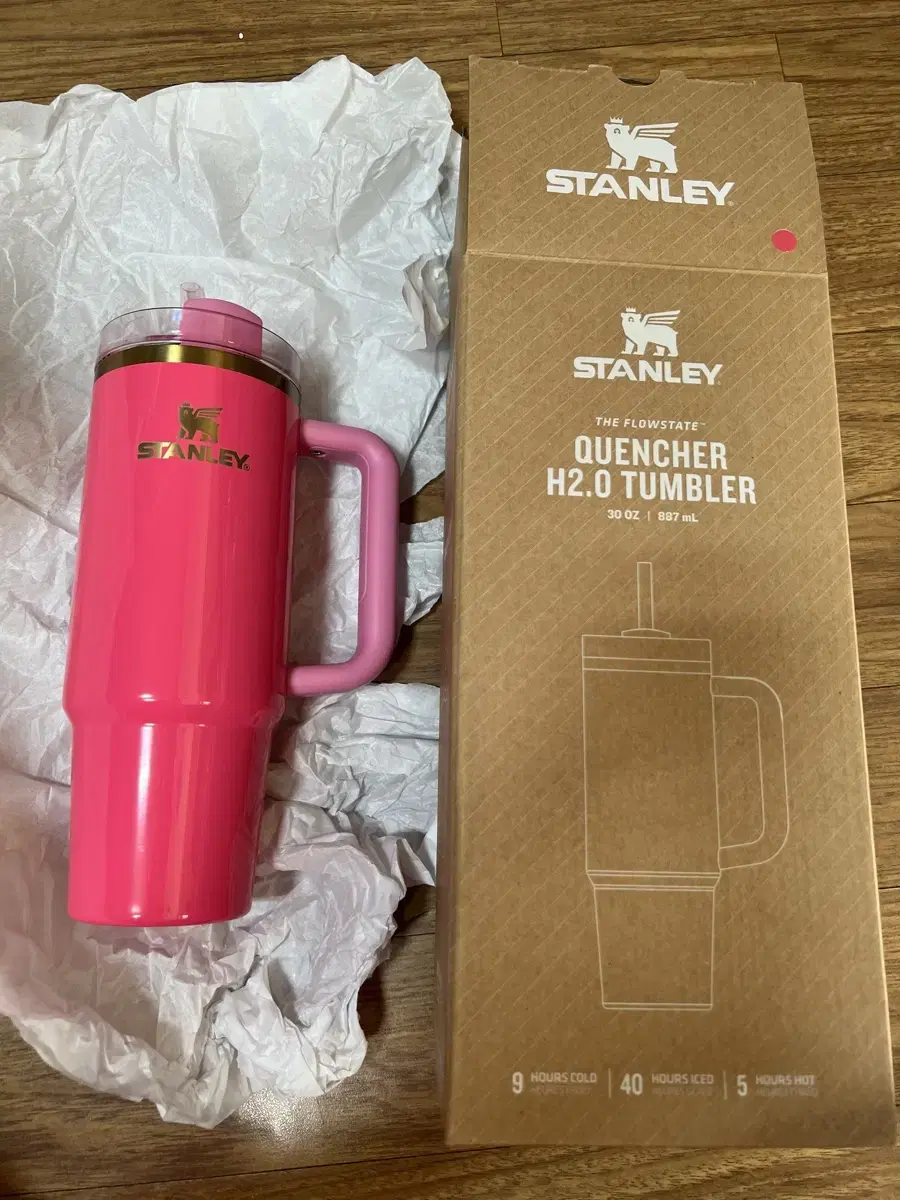 STANLEY®
STANLEY®
STANLEY®
THE FLOWSTATE™
QUENCHER
H2.0 TUMBLER
30 OZ | 887 mL
9 HOURS COLD | 40 HOURS ICED | 5 HOURS HOT